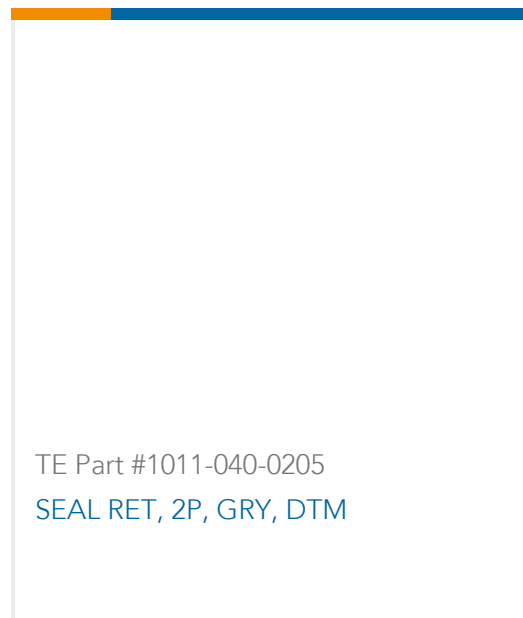 TE Part #1011-040-0205
SEAL RET, 2P, GRY, DTM